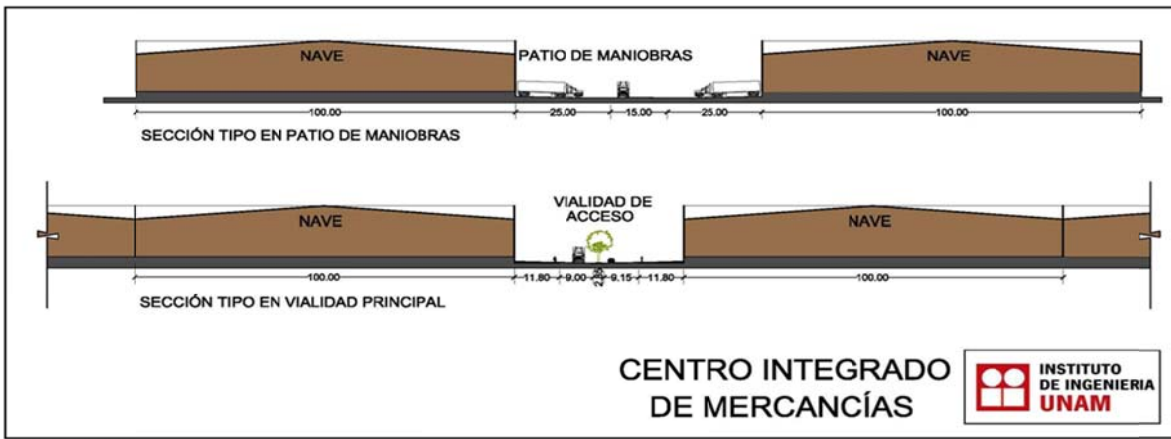 NAVE
PATIO DE MANIOBRAS
NAVE
100.00
25.00
15.00
25.00
100.00
SECCIÓN TIPO EN PATIO DE MANIOBRAS
VIALIDAD DE
ACCESO
NAVE
NAVE
100.00
11.80
9.00
9.15
11.80
100.00
SECCIÓN TIPO EN VIALIDAD PRINCIPAL
CENTRO INTEGRADO
DE MERCANCÍAS
INSTITUTO
DE INGENIERIA
UNAM